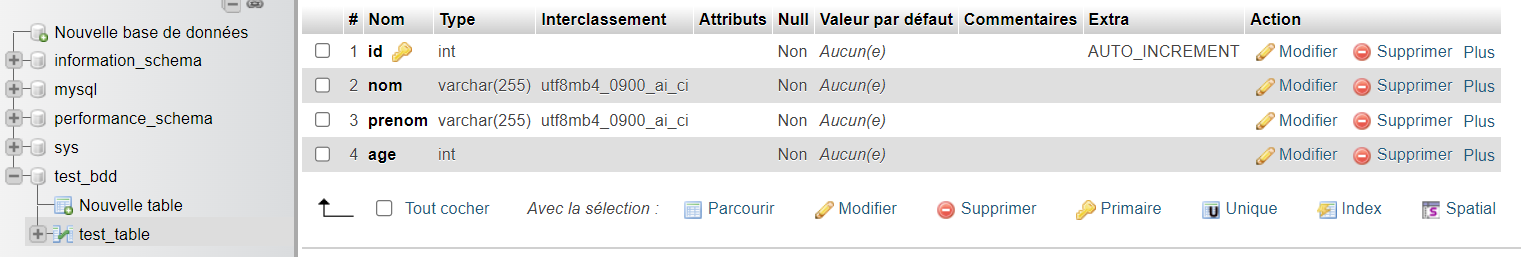 Nouvelle base de données
information_schema
mysql
performance_schema
sys
test_bdd
Nouvelle table
test_table
# Nom Type Interclassement Attributs Null Valeur par défaut Commentaires Extra Action
1 id int Non Aucun(e) AUTO_INCREMENT Modifier Supprimer Plus
2 nom varchar(255) utf8mb4_0900_ai_ci Non Aucun(e) Modifier Supprimer Plus
3 prenom varchar(255) utf8mb4_0900_ai_ci Non Aucun(e) Modifier Supprimer Plus
4 age int Non Aucun(e) Modifier Supprimer Plus
Tout cocher Avec la sélection : Parcourir Modifier Supprimer Primaire Unique Index Spatial